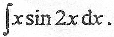 ∫x sin 2x dx.